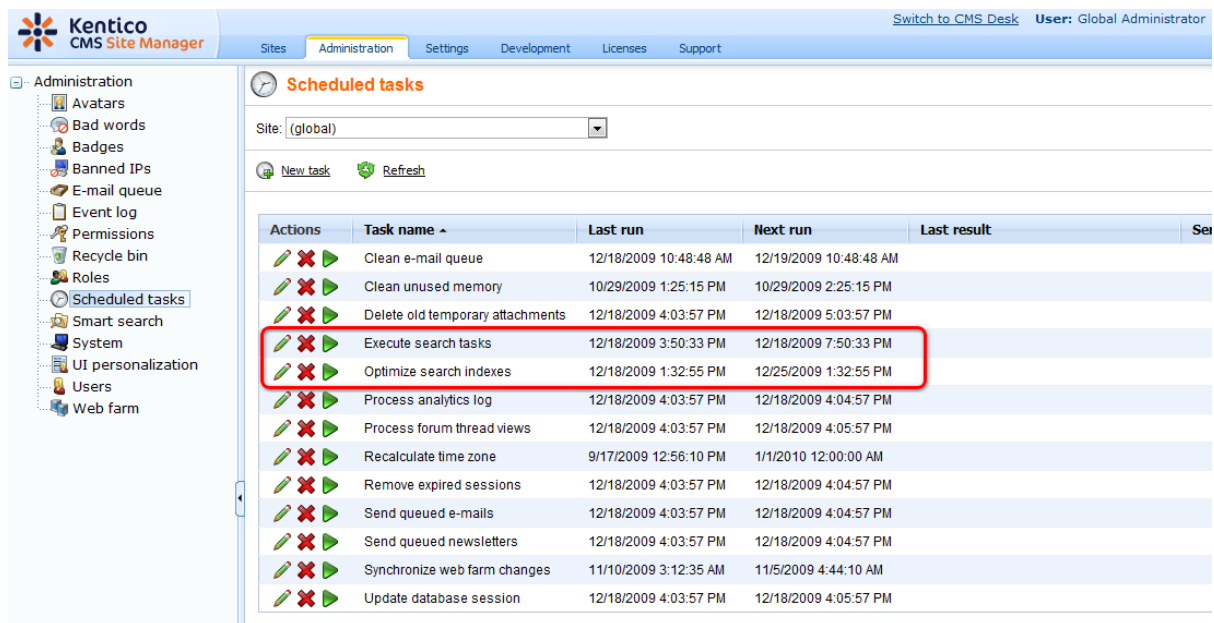 Kentico
CMS Site Manager
Switch to CMS Desk User: Global Administrator
Sites Administration Settings Development Licenses Support
Administration
Avatars
Bad words
Badges
Banned IPs
E-mail queue
Event log
Permissions
Recycle bin
Roles
Scheduled tasks
Smart search
System
UI personalization
Users
Web farm
Scheduled tasks
Site: (global)
New task Refresh
Actions Task name Last run Next run Last result Ser
Clean e-mail queue 12/18/2009 10:48:48 AM 12/19/2009 10:48:48 AM
Clean unused memory 10/29/2009 1:25:15 PM 10/29/2009 2:25:15 PM
Delete old temporary attachments 12/18/2009 4:03:57 PM 12/18/2009 5:03:57 PM
Execute search tasks 12/18/2009 3:50:33 PM 12/18/2009 7:50:33 PM
Optimize search indexes 12/18/2009 1:32:55 PM 12/25/2009 1:32:55 PM
Process analytics log 12/18/2009 4:03:57 PM 12/18/2009 4:04:57 PM
Process forum thread views 12/18/2009 4:03:57 PM 12/18/2009 4:05:57 PM
Recalculate time zone 9/17/2009 12:56:10 PM 1/1/2010 12:00:00 AM
Remove expired sessions 12/18/2009 4:03:57 PM 12/18/2009 4:04:57 PM
Send queued e-mails 12/18/2009 4:03:57 PM 12/18/2009 4:04:57 PM
Send queued newsletters 12/18/2009 4:03:57 PM 12/18/2009 4:04:57 PM
Synchronize web farm changes 11/10/2009 3:12:35 AM 11/5/2009 4:44:10 AM
Update database session 12/18/2009 4:03:57 PM 12/18/2009 4:05:57 PM